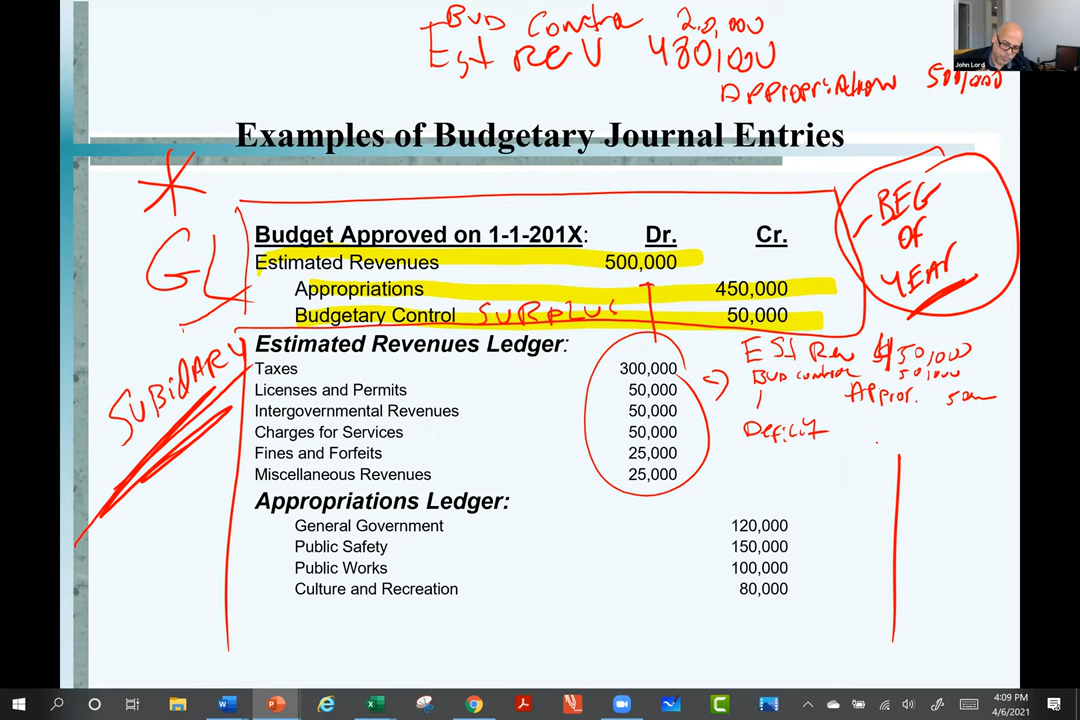 BUD Contra 20,000
Est Rev 480,000
Appropriation 500,000
John Lord
Examples of Budgetary Journal Entries
*
GL
BEG
OF
YEAR
Budget Approved on 1-1-201X: Dr. Cr.
Estimated Revenues 500,000
Appropriations 450,000
Budgetary Control SURPLUS 50,000
SUBIDARY
Estimated Revenues Ledger:
Taxes 300,000
Licenses and Permits 50,000
Intergovernmental Revenues 50,000
Charges for Services 50,000
Fines and Forfeits 25,000
Miscellaneous Revenues 25,000
EST Rev 450,000
BUD control 50,000
Appror.
Deficit
Appropriations Ledger:
General Government 120,000
Public Safety 150,000
Public Works 100,000
Culture and Recreation 80,000
4:09 PM
4/6/2021